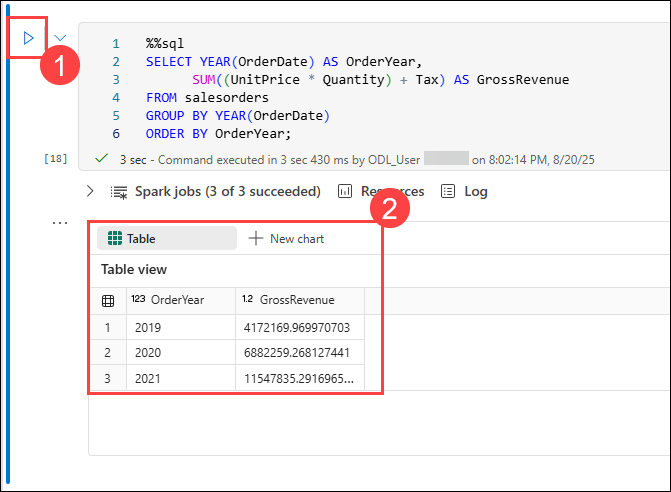 1
1 %%sql
2 SELECT YEAR(OrderDate) AS OrderYear,
3 SUM((UnitPrice * Quantity) + Tax) AS GrossRevenue
4 FROM salesorders
5 GROUP BY YEAR(OrderDate)
6 ORDER BY OrderYear;
[18] 3 sec - Command executed in 3 sec 430 ms by ODL_User on 8:02:14 PM, 8/20/25
Spark jobs (3 of 3 succeeded) Log
2
Table New chart
Table view
123 OrderYear 1.2 GrossRevenue
1 2019 4172169.969970703
2 2020 6882259.268127441
3 2021 11547835.2916965...